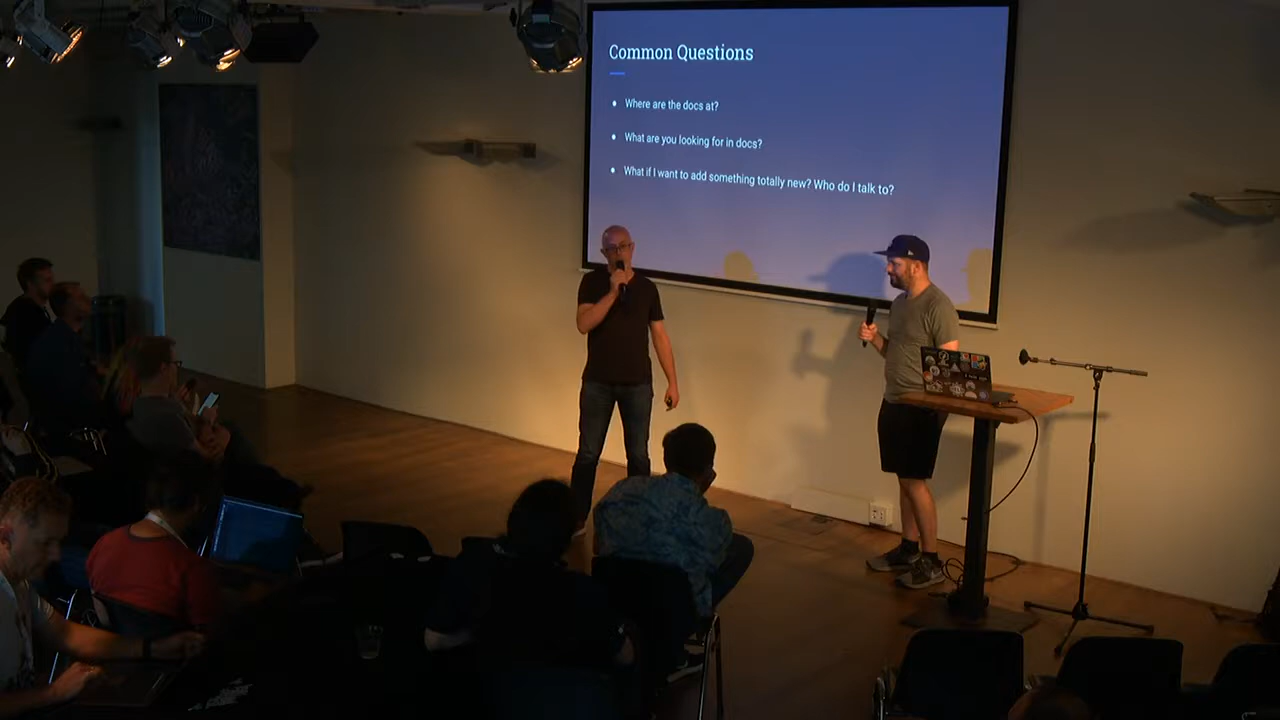 Common Questions
Where are the docs at?
What are you looking for in docs?
What if I want to add something totally new? Who do I talk to?